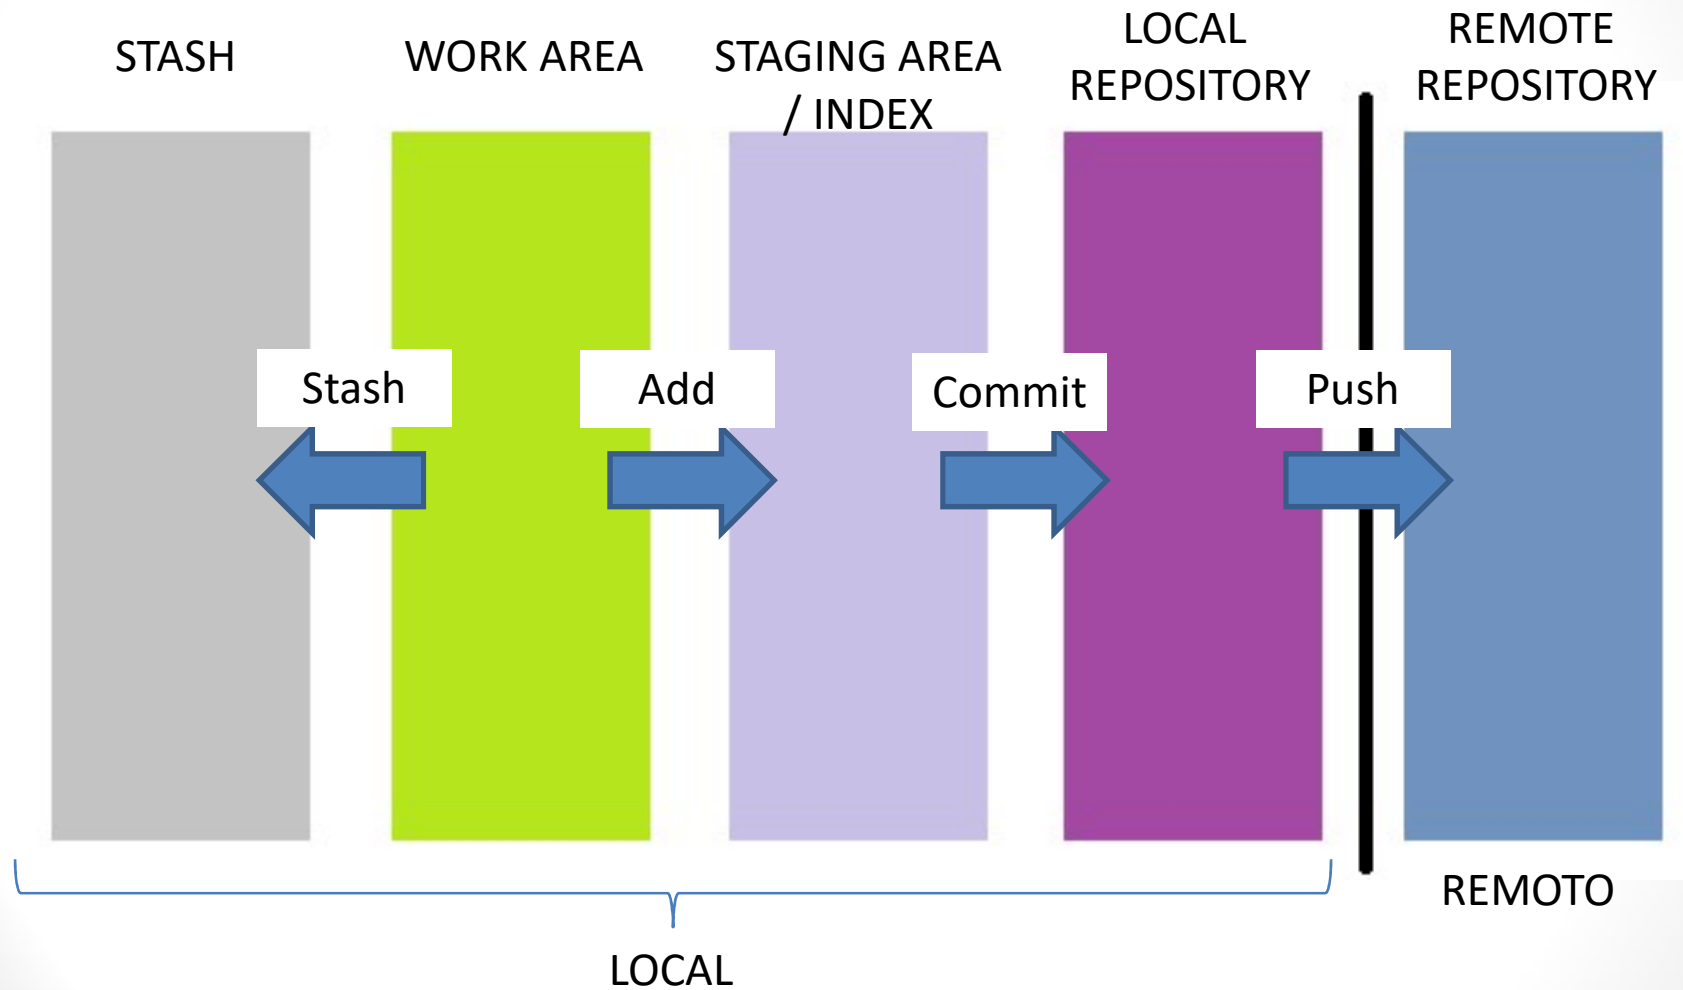 STASH
WORK AREA
STAGING AREA
/ INDEX
LOCAL
REPOSITORY
REMOTE
REPOSITORY
Stash
Add
Commit
Push
LOCAL
REMOTO